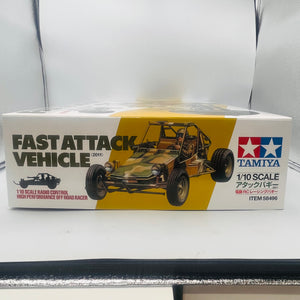 FAST ATTACK
VEHICLE (2011)
1/10 SCALE RADIO CONTROL
HIGH PERFORMANCE OFF ROAD RACER
TAMIYA
1/10 SCALE
アタックバギー
ITEM 58496